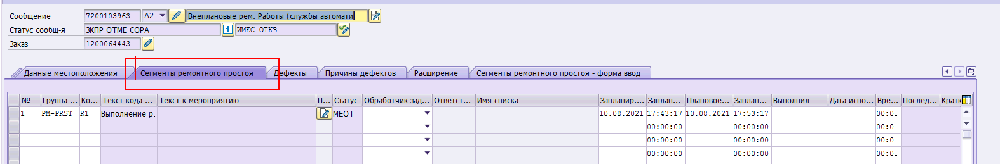 Сообщение 7200103963 A2 Внеплановые рем. Работы (службы автомати
Статус сообщ-я ЗКПР ОТМЕ СОРА ИМЕС ОТКЗ
Заказ 1200064443
Данные местоположения Сегменты ремонтного простоя Дефекты Причины дефектов Расширение Сегменты ремонтного простоя - форма ввод
№ Группа ... Ко... Текст кода ... Текст к мероприятию П... Статус Обработчик зад... Ответст... Имя списка Запланир.... Заплан... Плановое... Заплан... Выполнил Дата испо... Вре... Послед... Кратк
1 PM-PRST R1 Выполнение р... МЕОТ 10.08.2021 17:43:17 10.08.2021 17:53:17 00:0...
00:00:00 00:00:00 00:0...
00:00:00 00:00:00 00:0...
00:00:00 00:00:00 00:0...